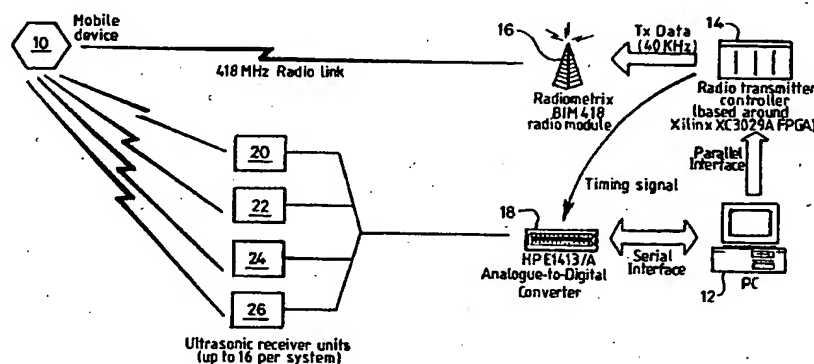 10
Mobile
device
418 MHz Radio link
16
Radiometrix
BIM 418
radio module
Tx Data
(40 KHz)
14
Radio transmitter
controller
(based around
Xilinx XC3029A FPGA)
Parallel
Interface
Timing signal
18
HP E1413/A
Analogue-to-Digital
Converter
Serial
Interface
12
PC
20
22
24
26
Ultrasonic receiver units
(up to 16 per system)